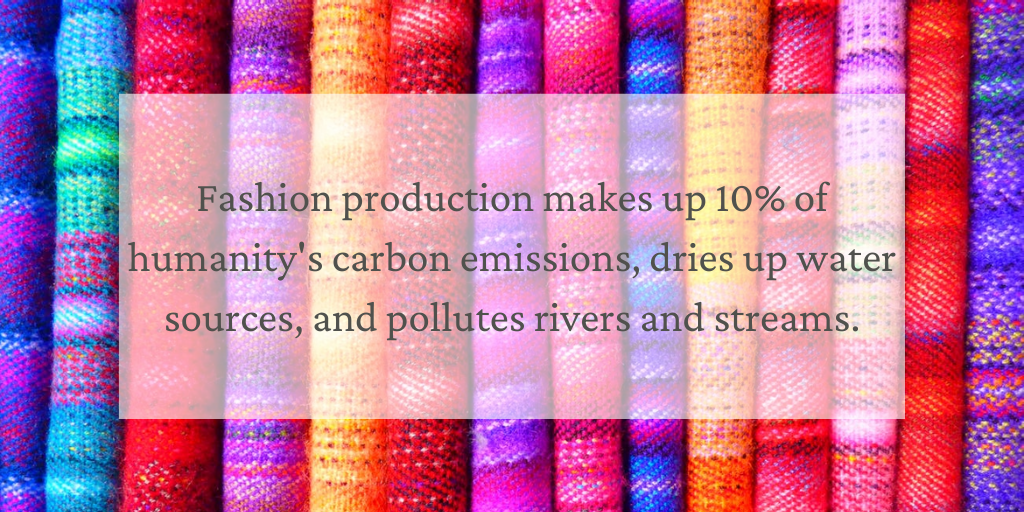 Fashion production makes up 10% of
humanity's carbon emissions, dries up water
sources, and pollutes rivers and streams.